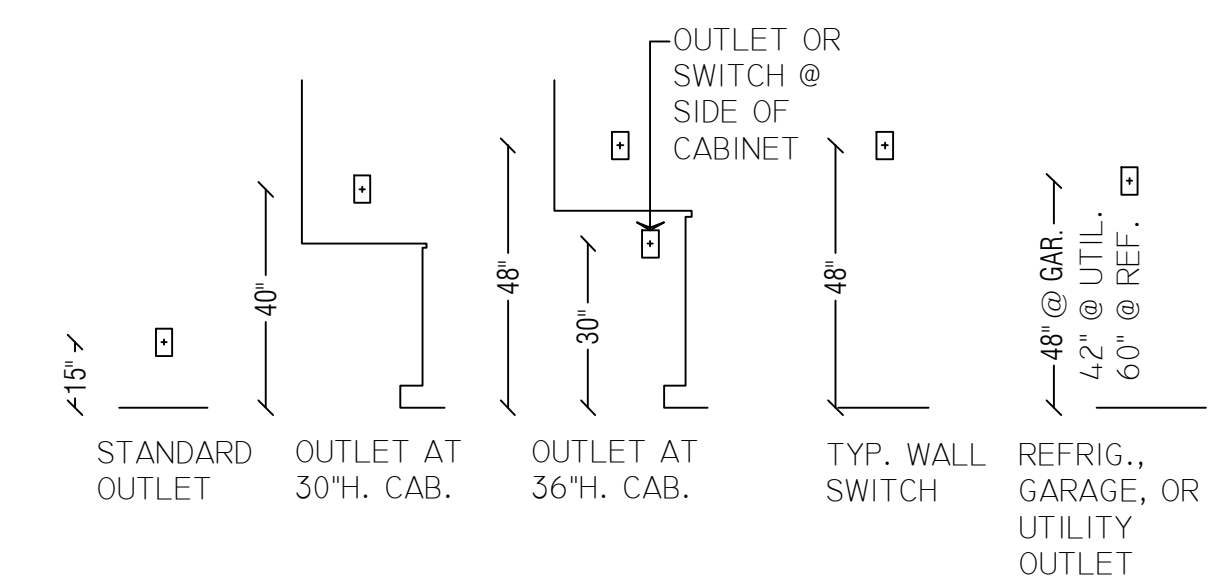 OUTLET OR
SWITCH @
SIDE OF
CABINET
15"
40"
48"
30"
48"
48" @ GAR.
42" @ UTIL.
60" @ REF.
STANDARD
OUTLET
OUTLET AT
30"H. CAB.
OUTLET AT
36"H. CAB.
TYP. WALL
SWITCH
REFRIG.,
GARAGE, OR
UTILITY
OUTLET